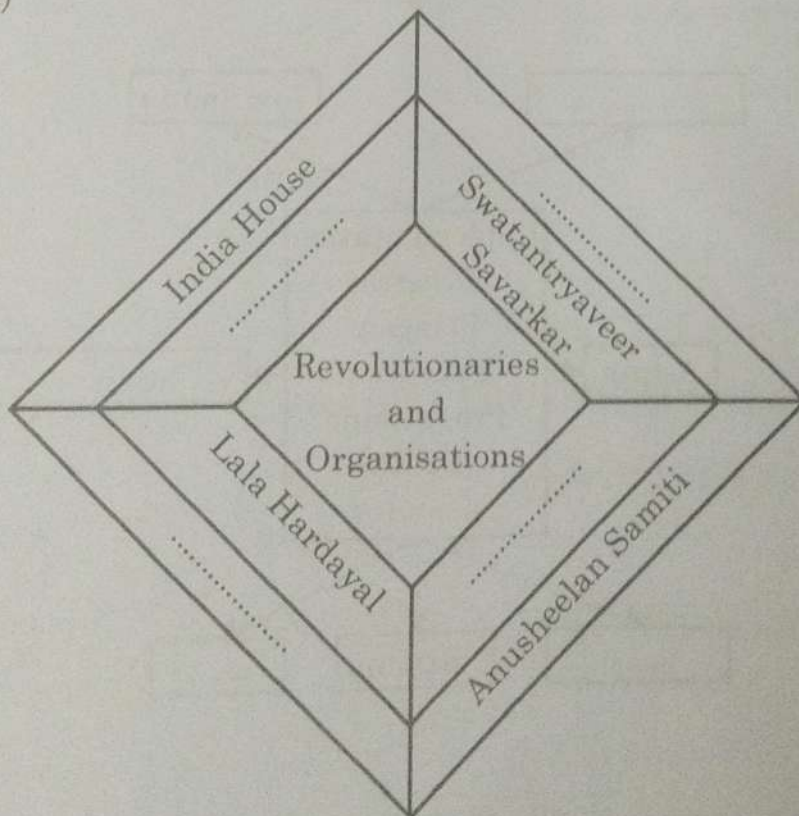 )
India House
....................
Swatantryaveer
Savarkar
....................
Revolutionaries
and
Organisations
Lala Hardayal
....................
....................
Anusheelan Samiti